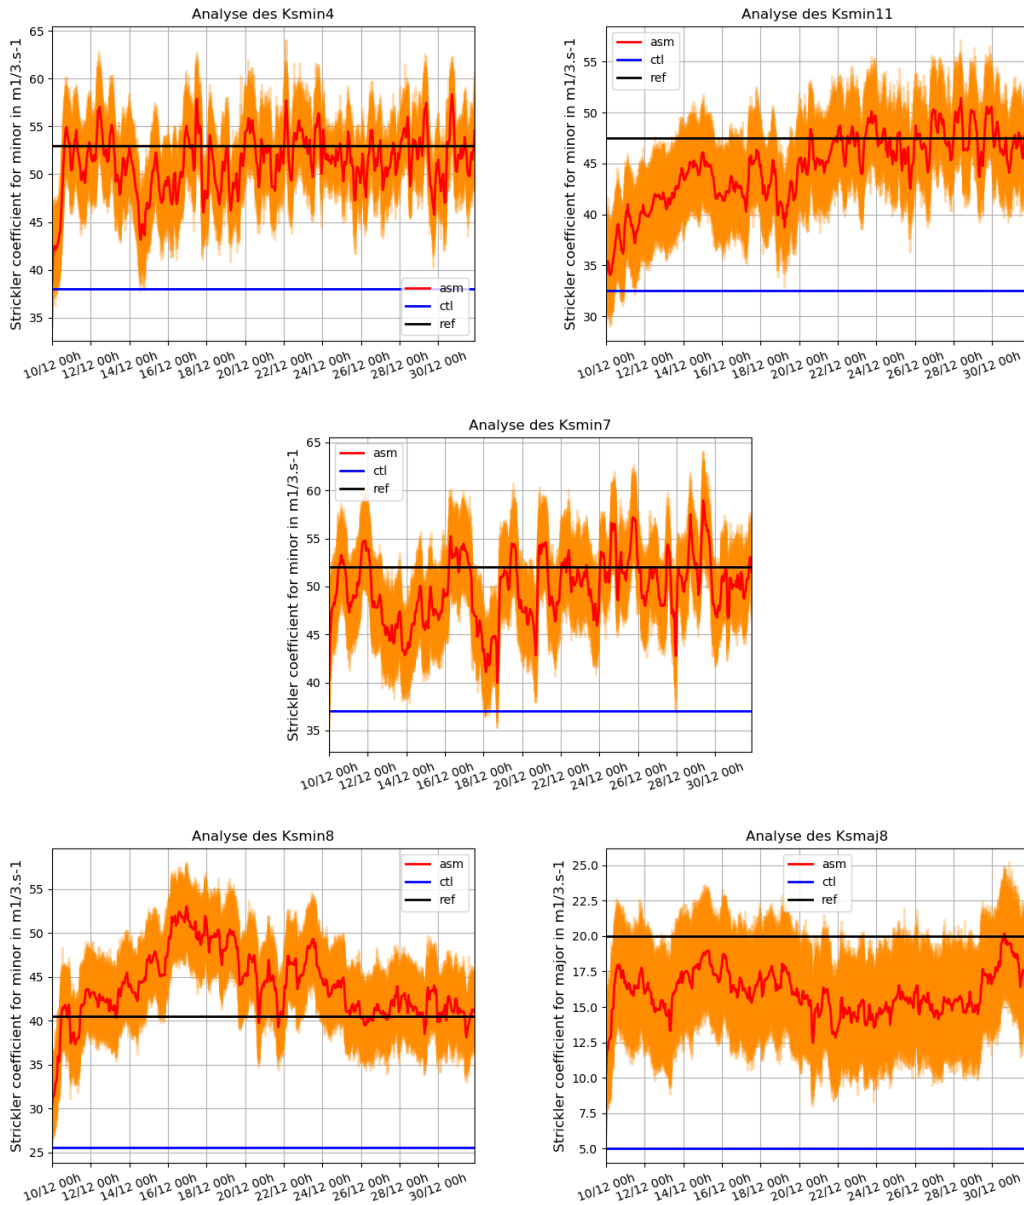 Analyse des Ksmin4
Strickler coefficient for minor in m1/3.s-1
65
60
55
50
45
40
35
asm
ctl
ref
10/12 00h
12/12 00h
14/12 00h
16/12 00h
18/12 00h
20/12 00h
22/12 00h
24/12 00h
26/12 00h
28/12 00h
30/12 00h
Analyse des Ksmin11
Strickler coefficient for minor in m1/3.s-1
55
50
45
40
35
30
asm
ctl
ref
10/12 00h
12/12 00h
14/12 00h
16/12 00h
18/12 00h
20/12 00h
22/12 00h
24/12 00h
26/12 00h
28/12 00h
30/12 00h
Analyse des Ksmin7
Strickler coefficient for minor in m1/3.s-1
65
60
55
50
45
40
35
asm
ctl
ref
10/12 00h
12/12 00h
14/12 00h
16/12 00h
18/12 00h
20/12 00h
22/12 00h
24/12 00h
26/12 00h
28/12 00h
30/12 00h
Analyse des Ksmin8
Strickler coefficient for minor in m1/3.s-1
55
50
45
40
35
30
25
asm
ctl
ref
10/12 00h
12/12 00h
14/12 00h
16/12 00h
18/12 00h
20/12 00h
22/12 00h
24/12 00h
26/12 00h
28/12 00h
30/12 00h
Analyse des Ksmaj8
Strickler coefficient for major in m1/3.s-1
25.0
22.5
20.0
17.5
15.0
12.5
10.0
7.5
5.0
asm
ctl
ref
10/12 00h
12/12 00h
14/12 00h
16/12 00h
18/12 00h
20/12 00h
22/12 00h
24/12 00h
26/12 00h
28/12 00h
30/12 00h